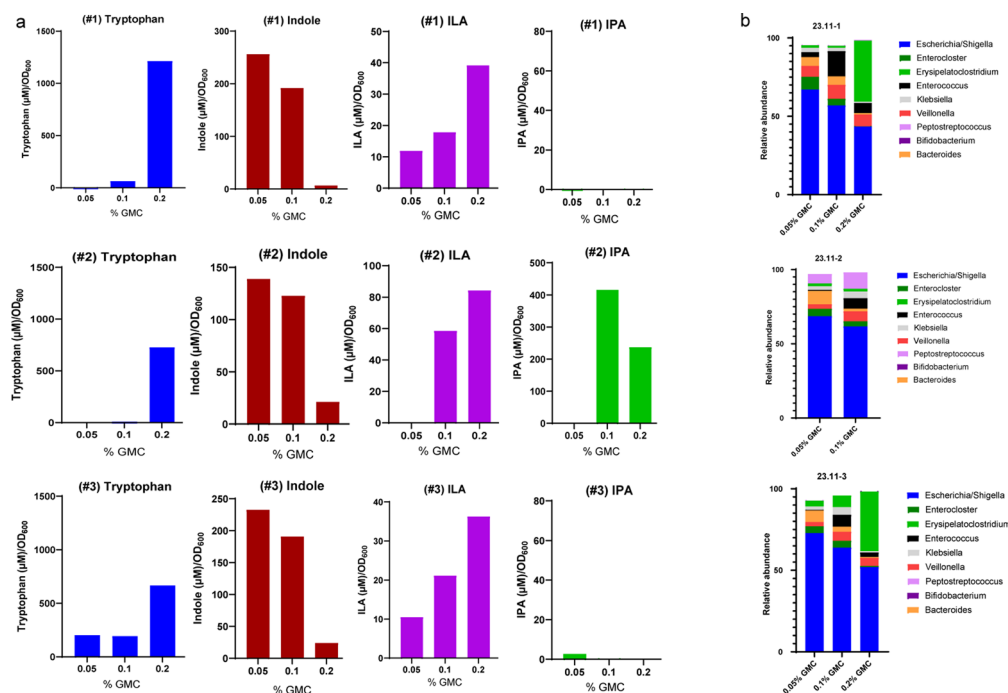 a
(#1) Tryptophan
Tryptophan (µM)/OD600
1500
1000
500
0
0.05 0.1 0.2
% GMC
(#1) Indole
Indole (µM)/OD600
300
200
100
0
0.05 0.1 0.2
% GMC
(#1) ILA
ILA (µM)/OD600
50
40
30
20
10
0
0.05 0.1 0.2
% GMC
(#1) IPA
IPA (µM)/OD600
80
60
40
20
0
0.05 0.1 0.2
% GMC
(#2) Tryptophan
Tryptophan (µM)/OD600
1500
1000
500
0
0.05 0.1 0.2
% GMC
(#2) Indole
Indole (µM)/OD600
150
100
50
0
0.05 0.1 0.2
% GMC
(#2) ILA
ILA (µM)/OD600
100
80
60
40
20
0
0.05 0.1 0.2
% GMC
(#2) IPA
IPA (µM)/OD600
500
400
300
200
100
0
0.05 0.1 0.2
% GMC
(#3) Tryptophan
Tryptophan (µM)/OD600
1500
1000
500
0
0.05 0.1 0.2
% GMC
(#3) Indole
Indole (µM)/OD600
250
200
150
100
50
0
0.05 0.1 0.2
% GMC
(#3) ILA
ILA (µM)/OD600
40
30
20
10
0
0.05 0.1 0.2
% GMC
(#3) IPA
IPA (µM)/OD600
80
60
40
20
0
0.05 0.1 0.2
% GMC
b
23.11-1
Relative abundance
100
50
0
0.05% GMC
0.1% GMC
0.2% GMC
Escherichia/Shigella
Enterocloster
Erysipelatoclostridium
Enterococcus
Klebsiella
Veillonella
Peptostreptococcus
Bifidobacterium
Bacteroides
23.11-2
Relative abundance
100
50
0
0.05% GMC
0.1% GMC
Escherichia/Shigella
Enterocloster
Erysipelatoclostridium
Enterococcus
Klebsiella
Veillonella
Peptostreptococcus
Bifidobacterium
Bacteroides
23.11-3
Relative abundance
100
50
0
0.05% GMC
0.1% GMC
0.2% GMC
Escherichia/Shigella
Enterocloster
Erysipelatoclostridium
Enterococcus
Klebsiella
Veillonella
Peptostreptococcus
Bifidobacterium
Bacteroides